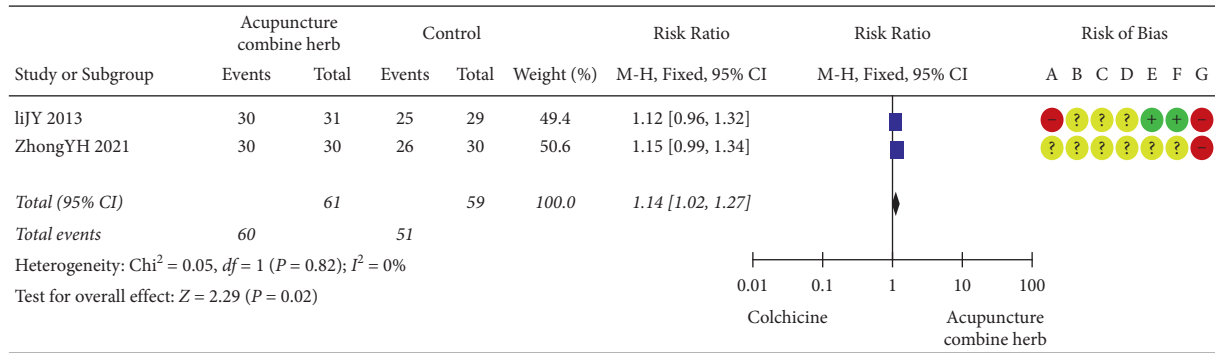 Acupuncture combine herb Control Risk Ratio Risk Ratio Risk of Bias
Study or Subgroup Events Total Events Total Weight (%) M-H, Fixed, 95% CI M-H, Fixed, 95% CI A B C D E F G
liJY 2013 30 31 25 29 49.4 1.12 [0.96, 1.32] – ? ? ? + + –
ZhongYH 2021 30 30 26 30 50.6 1.15 [0.99, 1.34] ? ? ? ? ? ? –
Total (95% CI) 61 59 100.0 1.14 [1.02, 1.27]
Total events 60 51
Heterogeneity: Chi² = 0.05, df = 1 (P = 0.82); I² = 0%
Test for overall effect: Z = 2.29 (P = 0.02)
0.01 0.1 1 10 100
Colchicine Acupuncture
combine herb